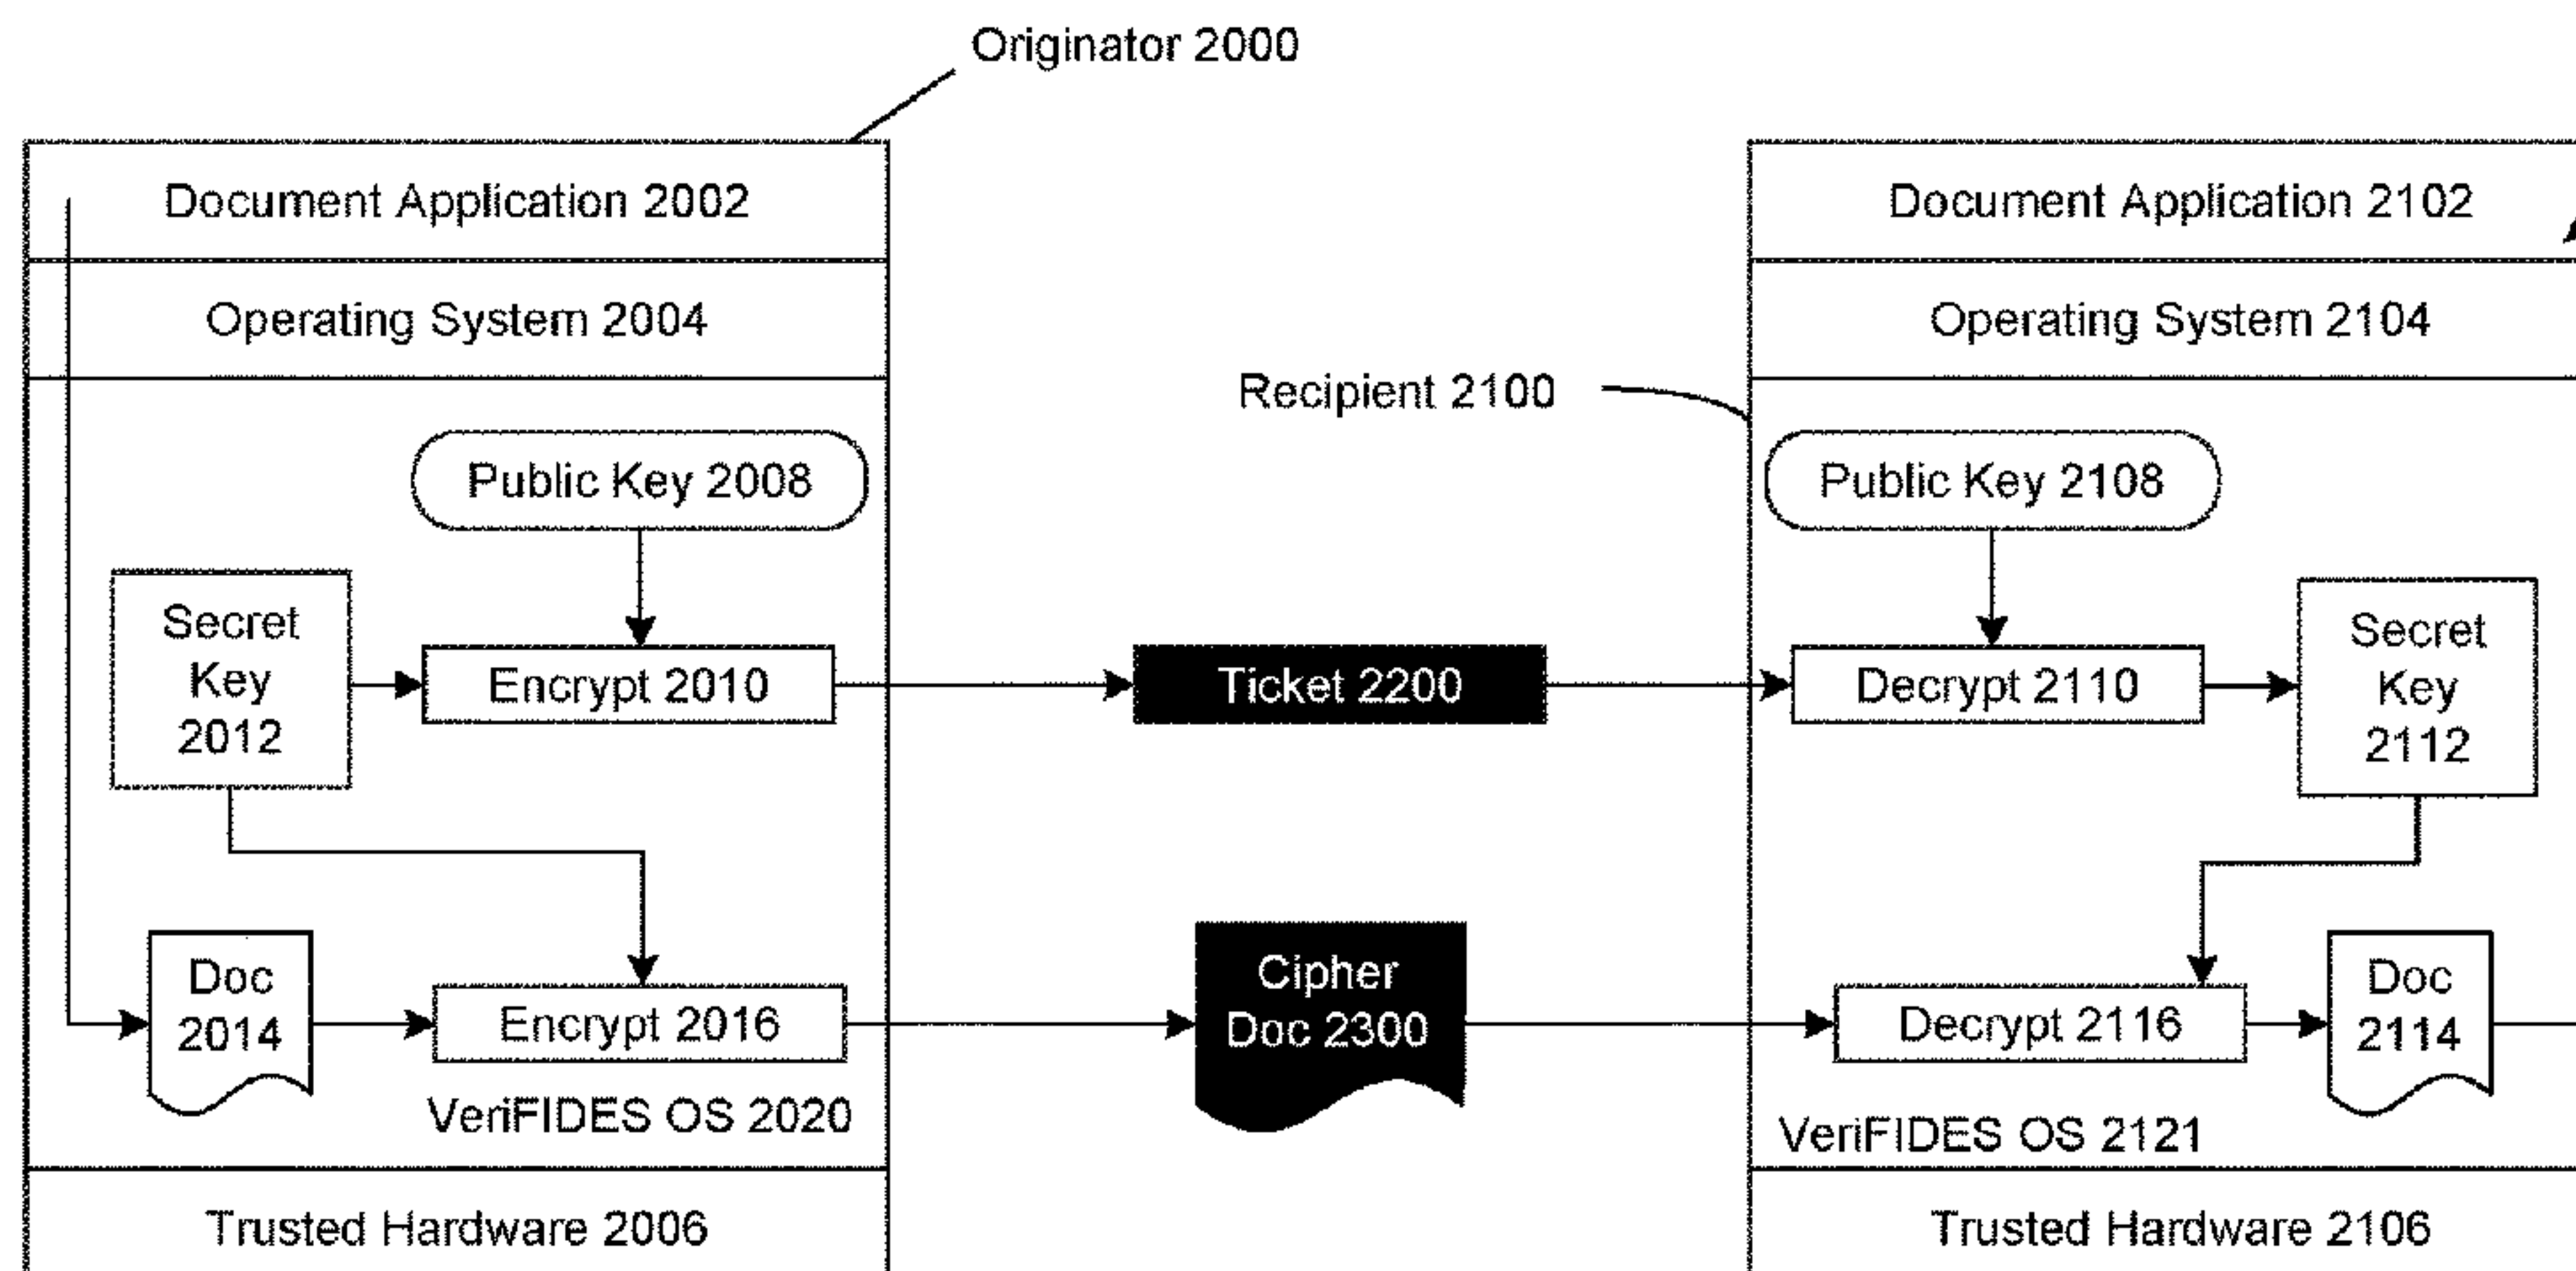 Originator 2000
Document Application 2002
Operating System 2004
Public Key 2008
Secret
Key
2012
Encrypt 2010
Doc
2014
Encrypt 2016
VeriFIDES OS 2020
Trusted Hardware 2006
Ticket 2200
Cipher
Doc 2300
Recipient 2100
Document Application 2102
Operating System 2104
Public Key 2108
Decrypt 2110
Secret
Key
2112
Decrypt 2116
Doc
2114
VeriFIDES OS 2121
Trusted Hardware 2106